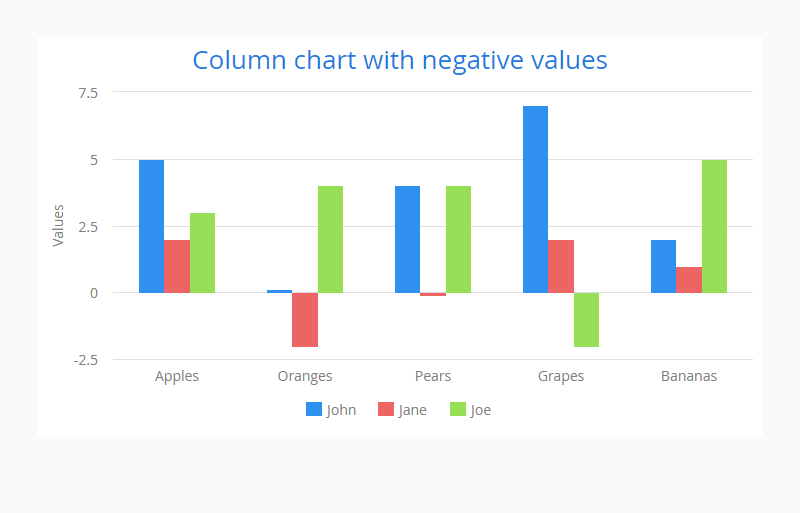 Column chart with negative values
7.5
5
2.5
0
-2.5
Values
Apples Oranges Pears Grapes Bananas
John Jane Joe